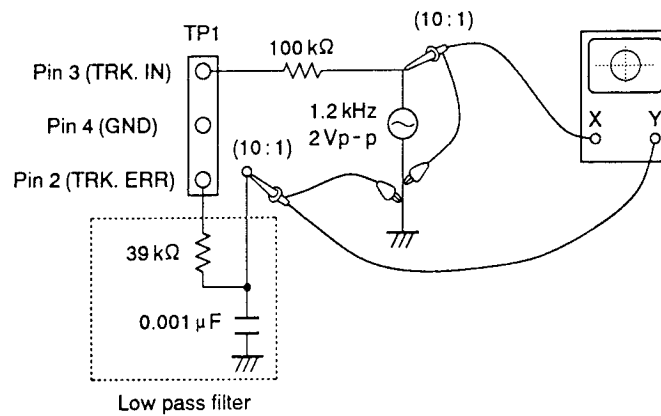 TP1
(10 : 1)
100 kΩ
Pin 3 (TRK. IN)
Pin 4 (GND)
1.2 kHz
2 Vp - p
X
Y
(10 : 1)
Pin 2 (TRK. ERR)
39 kΩ
0.001 μF
Low pass filter